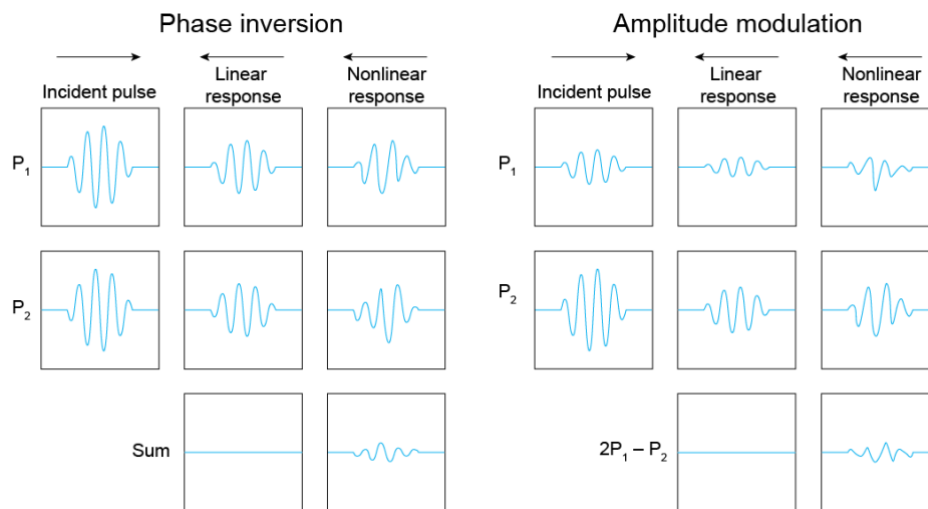 Phase inversion
Incident pulse
Linear
response
Nonlinear
response
P1
P2
Sum
Amplitude modulation
Incident pulse
Linear
response
Nonlinear
response
P1
P2
2P1 – P2